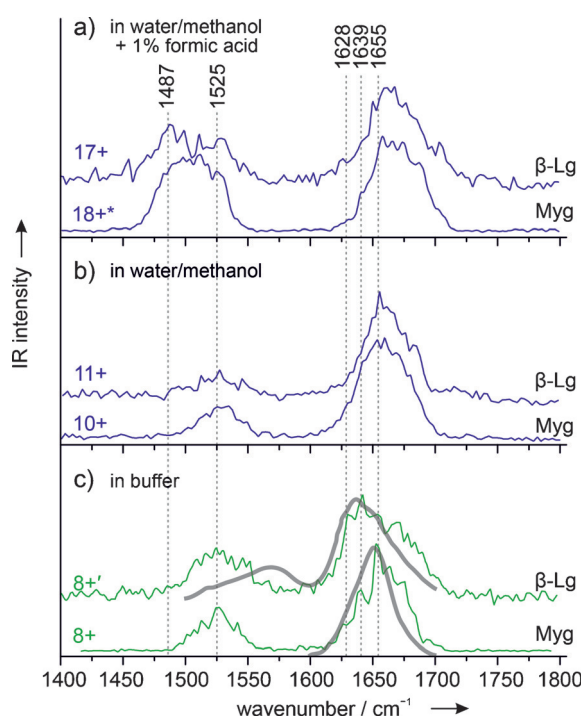 a) in water/methanol
+ 1% formic acid
1487
1525
1628
1639
1655
17+
β-Lg
18+*
Myg
b) in water/methanol
11+
β-Lg
10+
Myg
c) in buffer
8+′
β-Lg
8+
Myg
IR intensity
1400 1450 1500 1550 1600 1650 1700 1750 1800
wavenumber / cm⁻¹